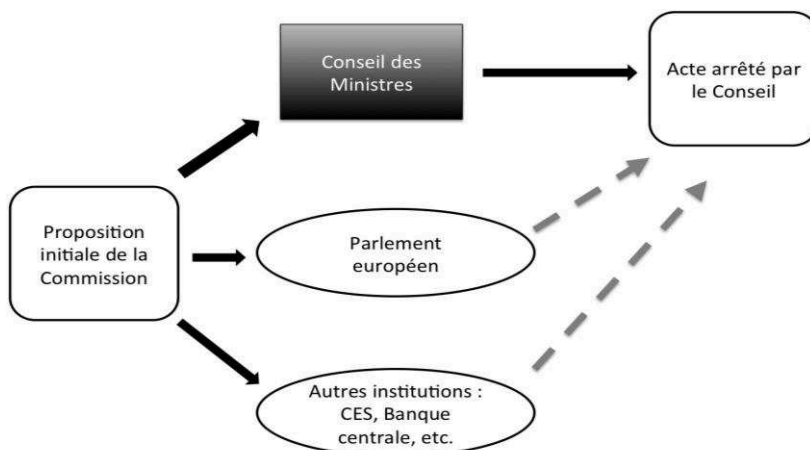 Conseil des
Ministres
Acte arrêté par
le Conseil
Proposition
initiale de la
Commission
Parlement
européen
Autres institutions :
CES, Banque
centrale, etc.